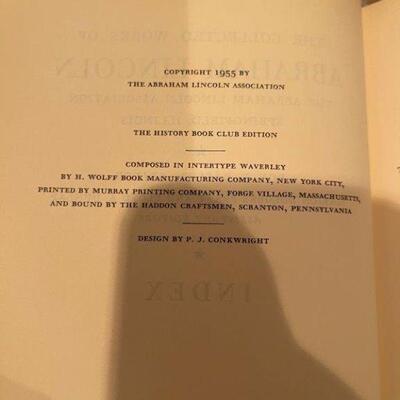 COPYRIGHT 1955 BY
THE ABRAHAM LINCOLN ASSOCIATION
THE HISTORY BOOK CLUB EDITION
COMPOSED IN INTERTYPE WAVERLEY
BY H. WOLFF BOOK MANUFACTURING COMPANY, NEW YORK CITY,
PRINTED BY MURRAY PRINTING COMPANY, FORGE VILLAGE, MASSACHUSETTS,
AND BOUND BY THE HADDON CRAFTSMEN, SCRANTON, PENNSYLVANIA
DESIGN BY P. J. CONKWRIGHT